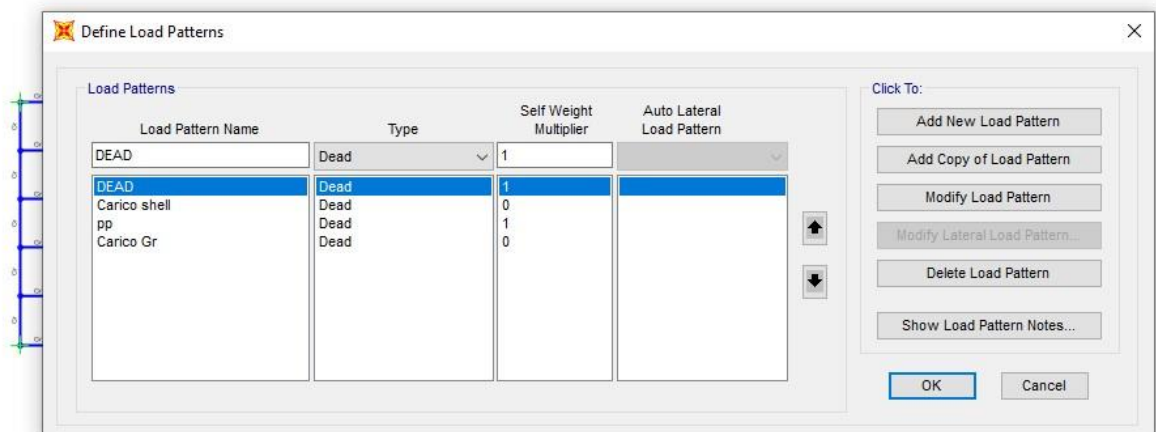 Define Load Patterns
Load Patterns
Click To:
Load Pattern Name
Type
Self Weight
Multiplier
Auto Lateral
Load Pattern
DEAD
Dead
1
DEAD Dead 1
Carico shell Dead 0
pp Dead 1
Carico Gr Dead 0
Add New Load Pattern
Add Copy of Load Pattern
Modify Load Pattern
Modify Lateral Load Pattern...
Delete Load Pattern
Show Load Pattern Notes...
OK
Cancel